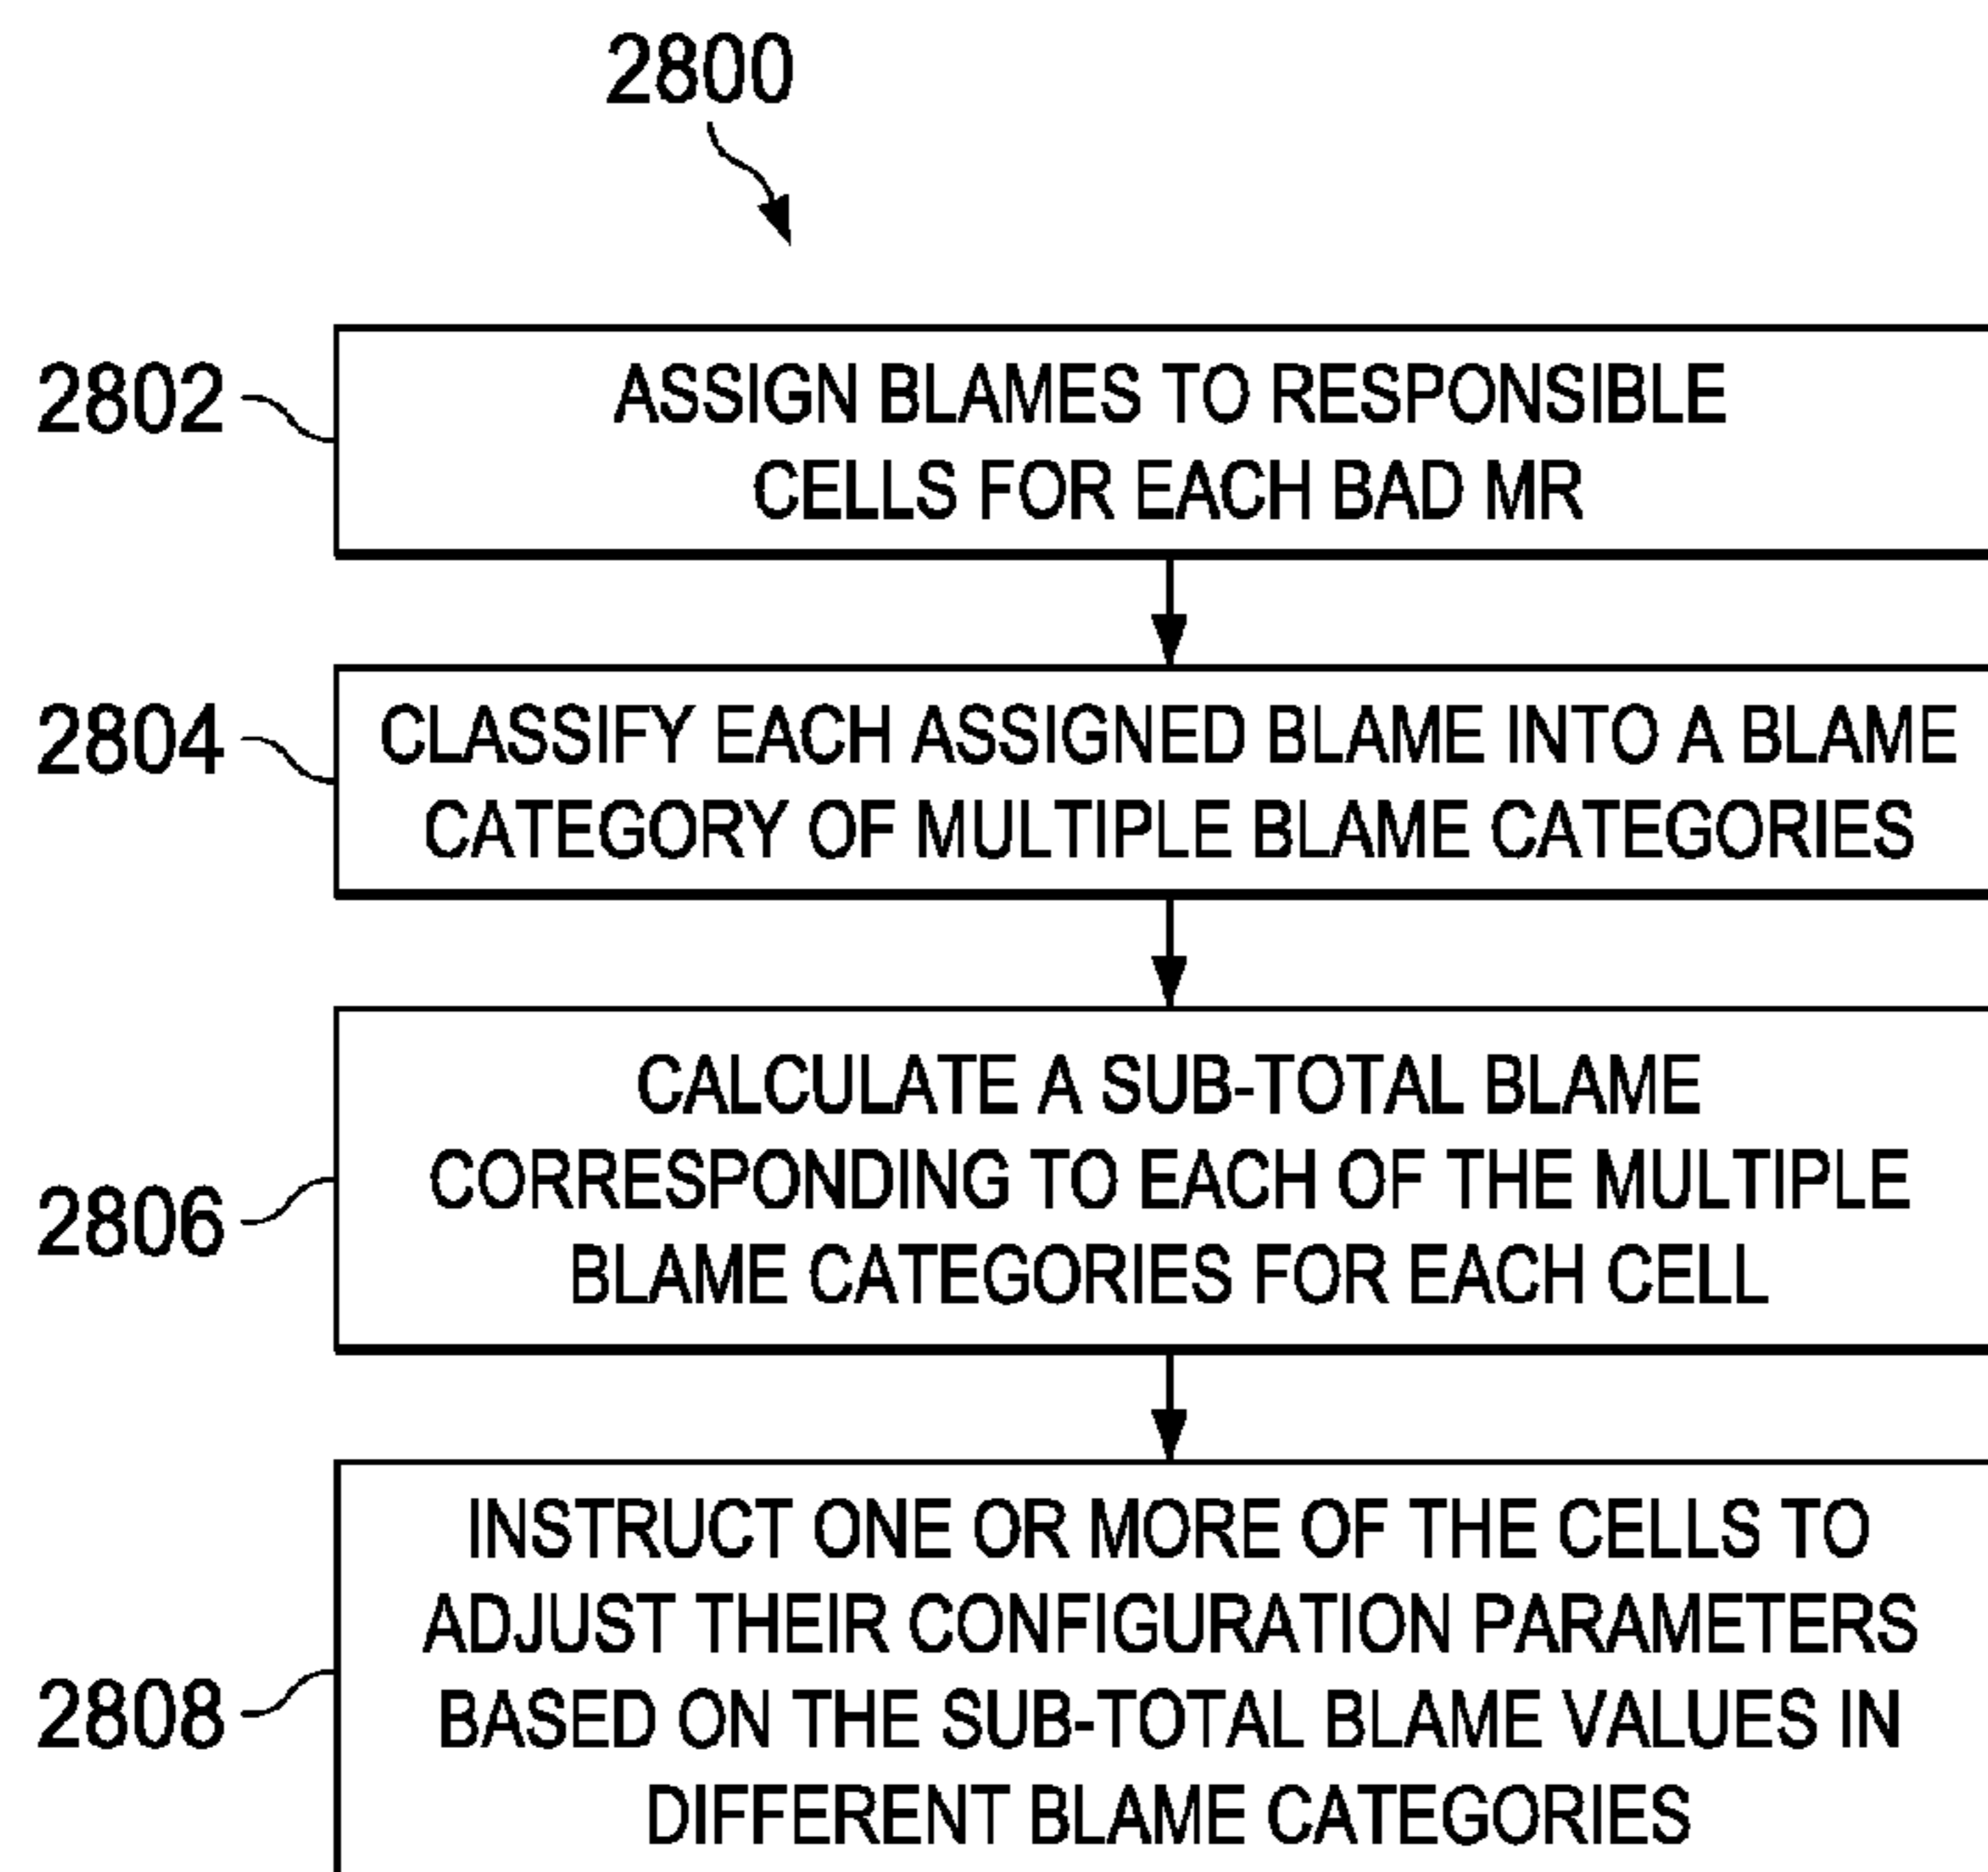 2800
2802
ASSIGN BLAMES TO RESPONSIBLE
CELLS FOR EACH BAD MR
2804
CLASSIFY EACH ASSIGNED BLAME INTO A BLAME
CATEGORY OF MULTIPLE BLAME CATEGORIES
2806
CALCULATE A SUB-TOTAL BLAME
CORRESPONDING TO EACH OF THE MULTIPLE
BLAME CATEGORIES FOR EACH CELL
2808
INSTRUCT ONE OR MORE OF THE CELLS TO
ADJUST THEIR CONFIGURATION PARAMETERS
BASED ON THE SUB-TOTAL BLAME VALUES IN
DIFFERENT BLAME CATEGORIES